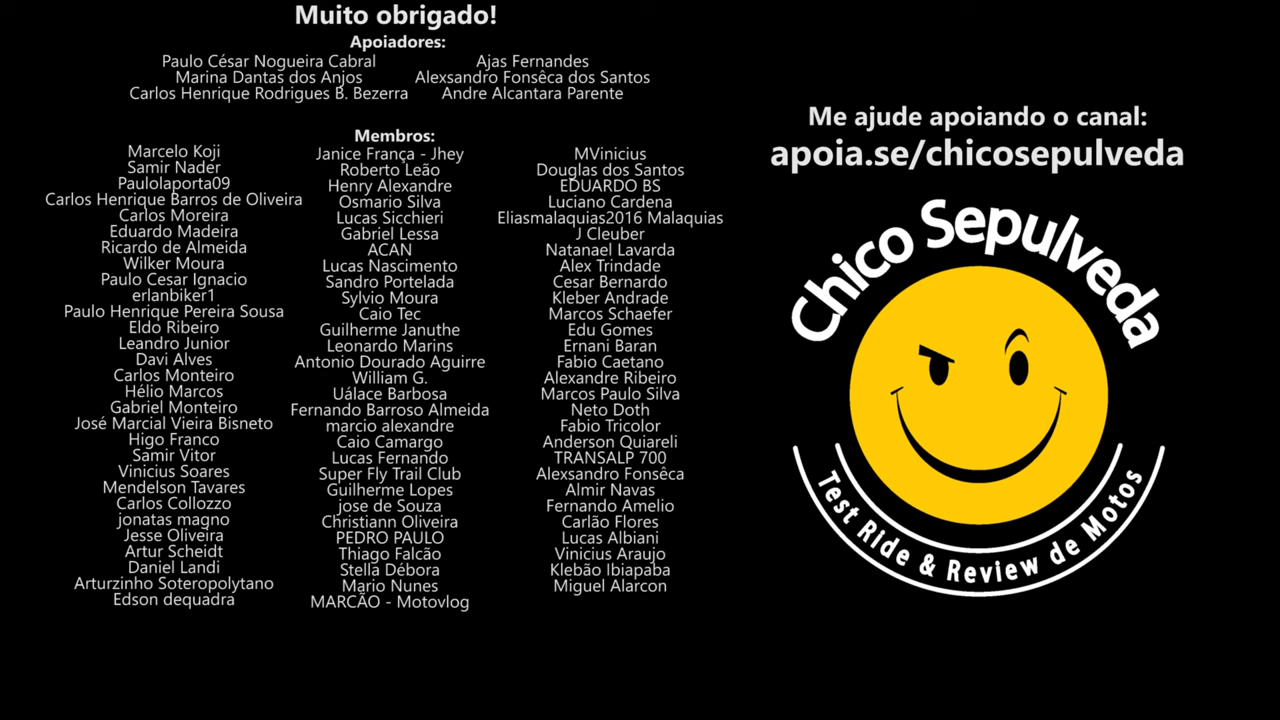 Muito obrigado!
Apoiadores:
Paulo César Nogueira Cabral
Marina Dantas dos Anjos
Carlos Henrique Rodrigues B. Bezerra
Ajas Fernandes
Alexsandro Fonsêca dos Santos
Andre Alcantara Parente
Membros:
Marcelo Koji
Samir Nader
Paulolaporta09
Carlos Henrique Barros de Oliveira
Carlos Moreira
Eduardo Madeira
Ricardo de Almeida
Wilker Moura
Paulo Cesar Ignacio
erlanbiker1
Paulo Henrique Pereira Sousa
Eldo Ribeiro
Leandro Junior
Davi Alves
Carlos Monteiro
Hélio Marcos
Gabriel Monteiro
José Marcial Vieira Bisneto
Higo Franco
Samir Vitor
Vinicius Soares
Mendelson Tavares
Carlos Collozzo
jonatas magno
Jesse Oliveira
Artur Scheidt
Daniel Landi
Arturzinho Soteropolytano
Edson dequadra
Janice França - Jhey
Roberto Leão
Henry Alexandre
Osmario Silva
Lucas Sicchieri
Gabriel Lessa
ACAN
Lucas Nascimento
Sandro Portelada
Sylvio Moura
Caio Tec
Guilherme Januthe
Leonardo Marins
Antonio Dourado Aguirre
William G.
Uálace Barbosa
Fernando Barroso Almeida
marcio alexandre
Caio Camargo
Lucas Fernando
Super Fly Trail Club
Guilherme Lopes
jose de Souza
Christiann Oliveira
PEDRO PAULO
Thiago Falcão
Stella Débora
Mario Nunes
MARCÃO - Motovlog
MVinicius
Douglas dos Santos
EDUARDO BS
Luciano Cardena
Eliasmalaquias2016 Malaquias
J Cleuber
Natanael Lavarda
Alex Trindade
Cesar Bernardo
Kleber Andrade
Marcos Schaefer
Edu Gomes
Ernani Baran
Fabio Caetano
Alexandre Ribeiro
Marcos Paulo Silva
Neto Doth
Fabio Tricolor
Anderson Quiareli
TRANSALP 700
Alexsandro Fonsêca
Almir Navas
Fernando Amelio
Carlão Flores
Lucas Albiani
Vinicius Araujo
Klebão Ibiapaba
Miguel Alarcon
Me ajude apoiando o canal:
apoia.se/chicosepulveda
Chico Sepulveda
Test Ride & Review de Motos